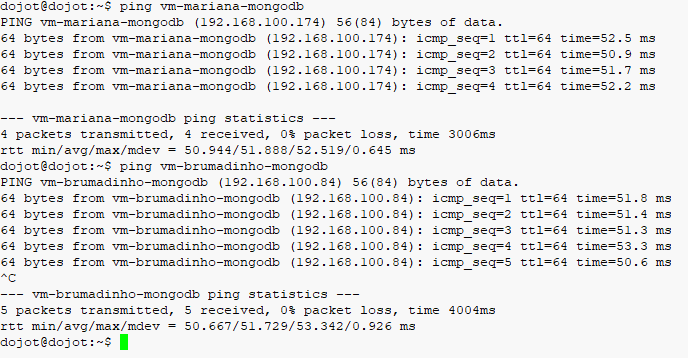 dojot@dojot:~$ ping vm-mariana-mongodb
PING vm-mariana-mongodb (192.168.100.174) 56(84) bytes of data.
64 bytes from vm-mariana-mongodb (192.168.100.174): icmp_seq=1 ttl=64 time=52.5 ms
64 bytes from vm-mariana-mongodb (192.168.100.174): icmp_seq=2 ttl=64 time=50.9 ms
64 bytes from vm-mariana-mongodb (192.168.100.174): icmp_seq=3 ttl=64 time=51.7 ms
64 bytes from vm-mariana-mongodb (192.168.100.174): icmp_seq=4 ttl=64 time=52.2 ms
--- vm-mariana-mongodb ping statistics ---
4 packets transmitted, 4 received, 0% packet loss, time 3006ms
rtt min/avg/max/mdev = 50.944/51.888/52.519/0.645 ms
dojot@dojot:~$ ping vm-brumadinho-mongodb
PING vm-brumadinho-mongodb (192.168.100.84) 56(84) bytes of data.
64 bytes from vm-brumadinho-mongodb (192.168.100.84): icmp_seq=1 ttl=64 time=51.8 ms
64 bytes from vm-brumadinho-mongodb (192.168.100.84): icmp_seq=2 ttl=64 time=51.4 ms
64 bytes from vm-brumadinho-mongodb (192.168.100.84): icmp_seq=3 ttl=64 time=51.3 ms
64 bytes from vm-brumadinho-mongodb (192.168.100.84): icmp_seq=4 ttl=64 time=53.3 ms
64 bytes from vm-brumadinho-mongodb (192.168.100.84): icmp_seq=5 ttl=64 time=50.6 ms
^C
--- vm-brumadinho-mongodb ping statistics ---
5 packets transmitted, 5 received, 0% packet loss, time 4004ms
rtt min/avg/max/mdev = 50.667/51.729/53.342/0.926 ms
dojot@dojot:~$